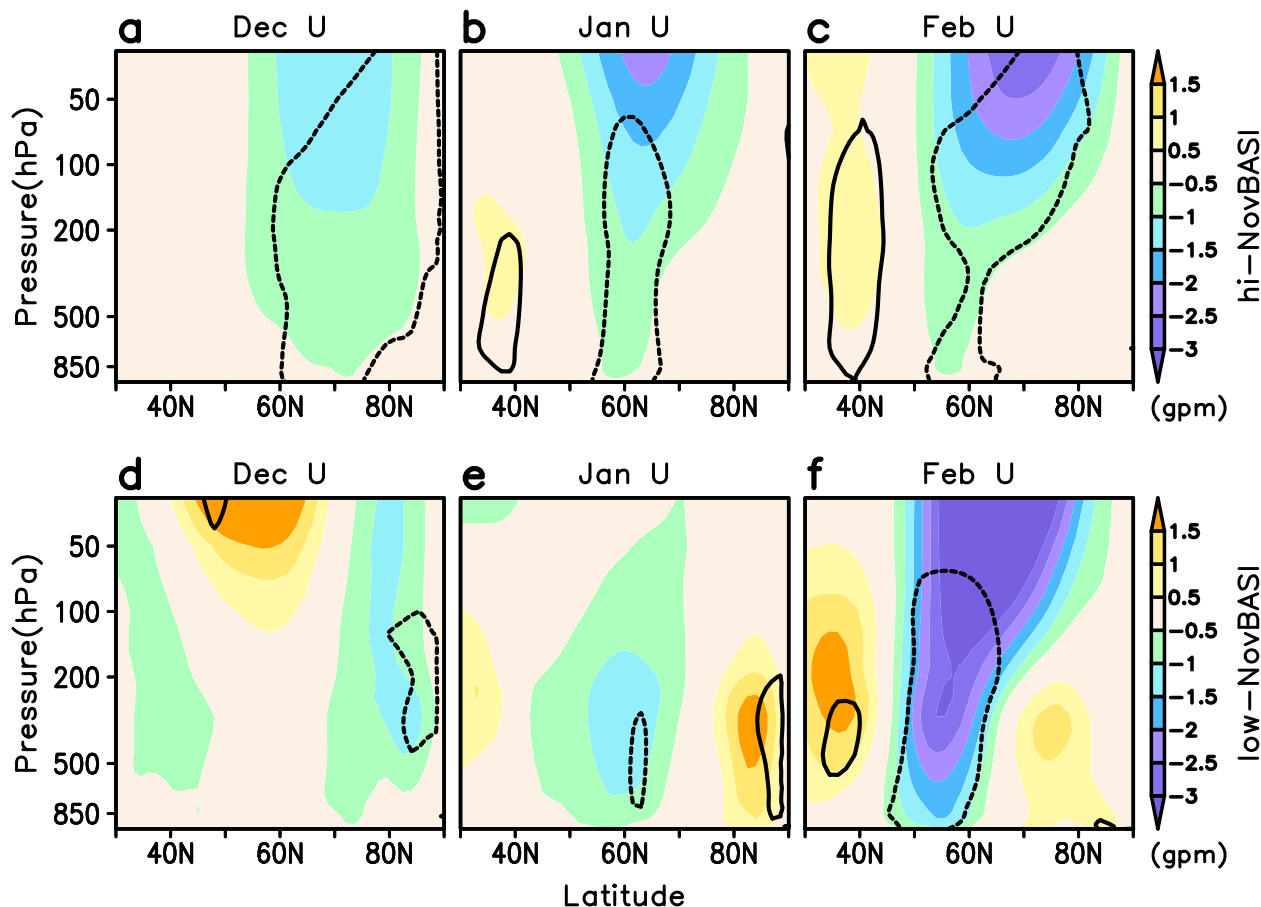 a Dec U
b Jan U
c Feb U
Pressure(hPa)
50
100
200
500
850
40N 60N 80N
40N 60N 80N
40N 60N 80N
1.5
1
0.5
−0.5
−1
−1.5
−2
−2.5
−3
(gpm)
hi−NovBASI
d Dec U
e Jan U
f Feb U
Pressure(hPa)
50
100
200
500
850
40N 60N 80N
40N 60N 80N
40N 60N 80N
1.5
1
0.5
−0.5
−1
−1.5
−2
−2.5
−3
(gpm)
low−NovBASI
Latitude